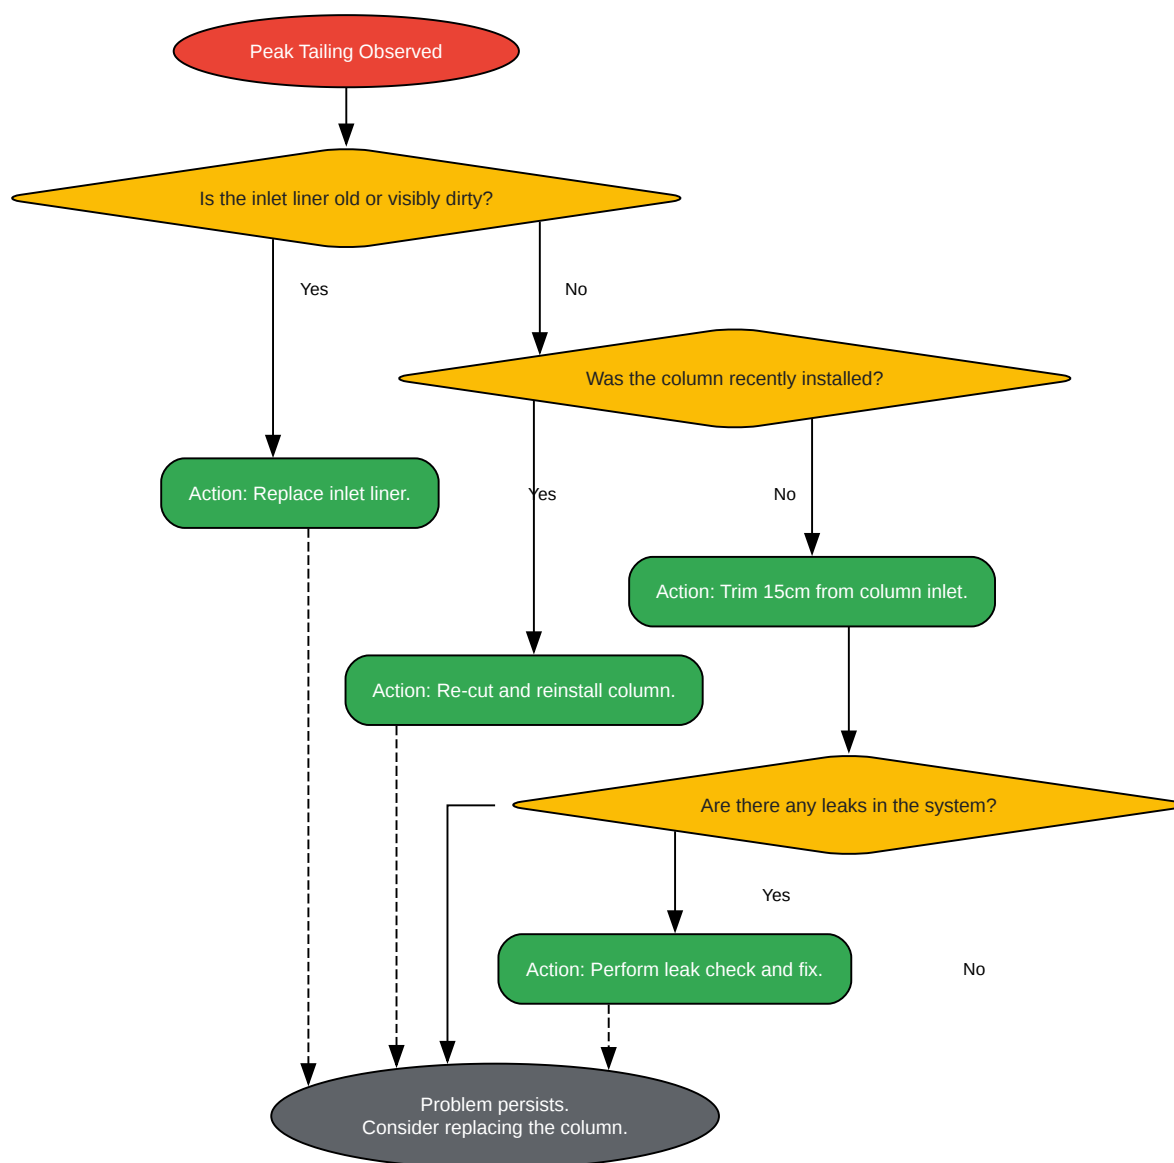 Peak Tailing Observed
Is the inlet liner old or visibly dirty?
Yes
No
Was the column recently installed?
Action: Replace inlet liner.
Yes
No
Action: Trim 15cm from column inlet.
Action: Re-cut and reinstall column.
Are there any leaks in the system?
Yes
Action: Perform leak check and fix.
No
Problem persists.
Consider replacing the column.